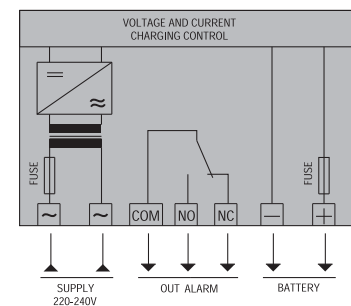 VOLTAGE AND CURRENT
CHARGING CONTROL
FUSE
FUSE
~ ~ COM NO NC — +
SUPPLY
220-240V
OUT ALARM
BATTERY